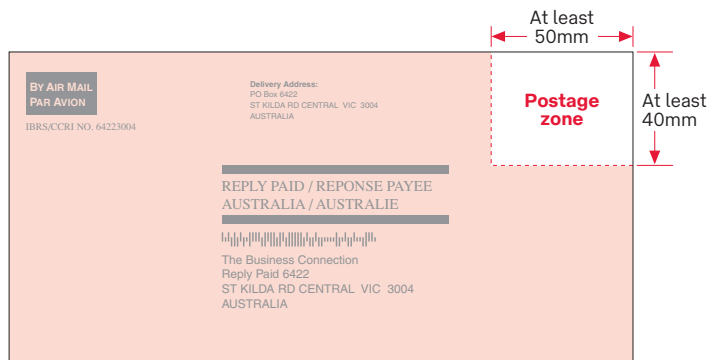 At least
50mm
BY AIR MAIL
PAR AVION
IBRS/CCRI NO. 64223004
Delivery Address:
PO Box 6422
ST KILDA RD CENTRAL  VIC  3004
AUSTRALIA
Postage
zone
At least
40mm
REPLY PAID / REPONSE PAYEE
AUSTRALIA / AUSTRALIE
The Business Connection
Reply Paid 6422
ST KILDA RD CENTRAL  VIC  3004
AUSTRALIA